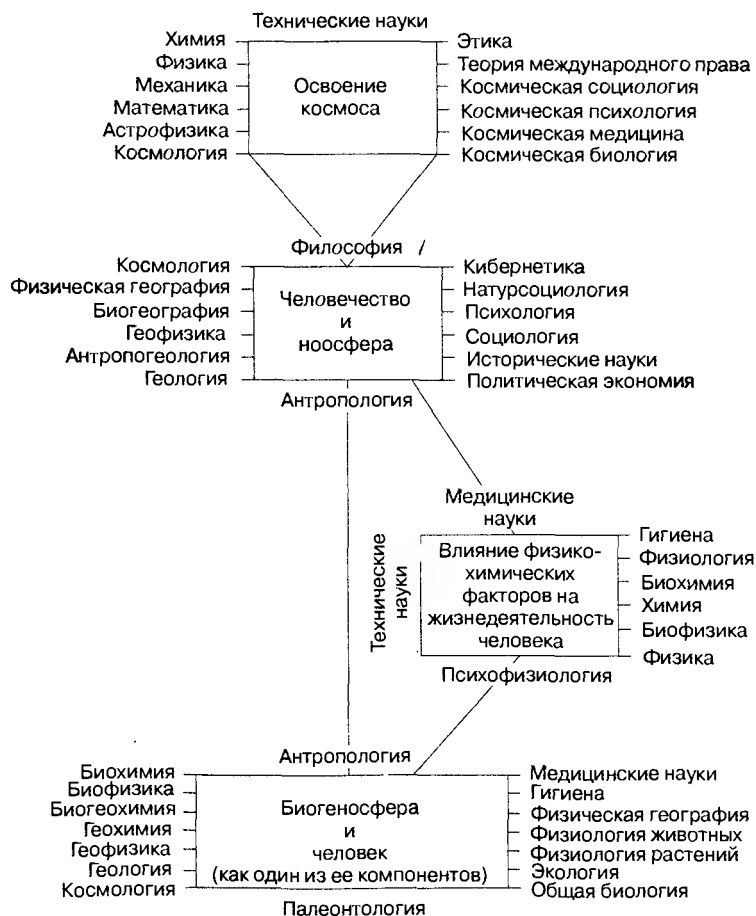 Технические науки
Химия
Физика
Механика
Математика
Астрофизика
Космология
Освоение
космоса
Этика
Теория международного права
Космическая социология
Космическая психология
Космическая медицина
Космическая биология
Философия
Космология
Физическая география
Биогеография
Геофизика
Антропогеология
Геология
Человечество
и
ноосфера
Кибернетика
Натурсоциология
Психология
Социология
Исторические науки
Политическая экономия
Антропология
Медицинские
науки
Технические
науки
Влияние физико-
химических
факторов на
жизнедеятельность
человека
Гигиена
Физиология
Биохимия
Химия
Биофизика
Физика
Психофизиология
Антропология
Биохимия
Биофизика
Биогеохимия
Геохимия
Геофизика
Геология
Космология
Биогеносфера
и
человек
(как один из ее компонентов)
Медицинские науки
Гигиена
Физическая география
Физиология животных
Физиология растений
Экология
Общая биология
Палеонтология